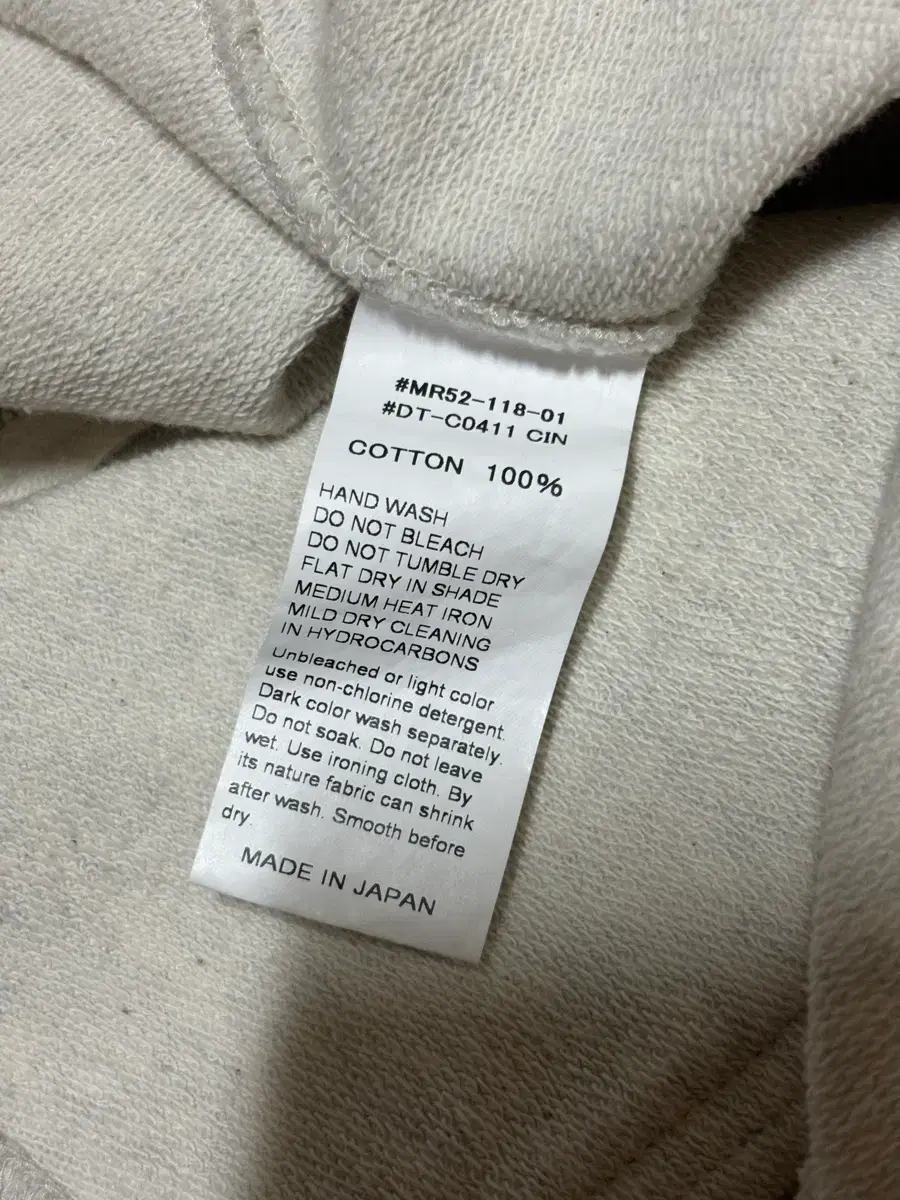 #MR52-118-01
#DT-C0411 CIN
COTTON 100%
HAND WASH
DO NOT BLEACH
DO NOT TUMBLE DRY
FLAT DRY IN SHADE
MEDIUM HEAT IRON
MILD DRY CLEANING
IN HYDROCARBONS
Unbleached or light color
use non-chlorine detergent.
Dark color wash separately.
Do not soak. Do not leave
wet. Use ironing cloth. By
its nature fabric can shrink
after wash. Smooth before
dry.
MADE IN JAPAN